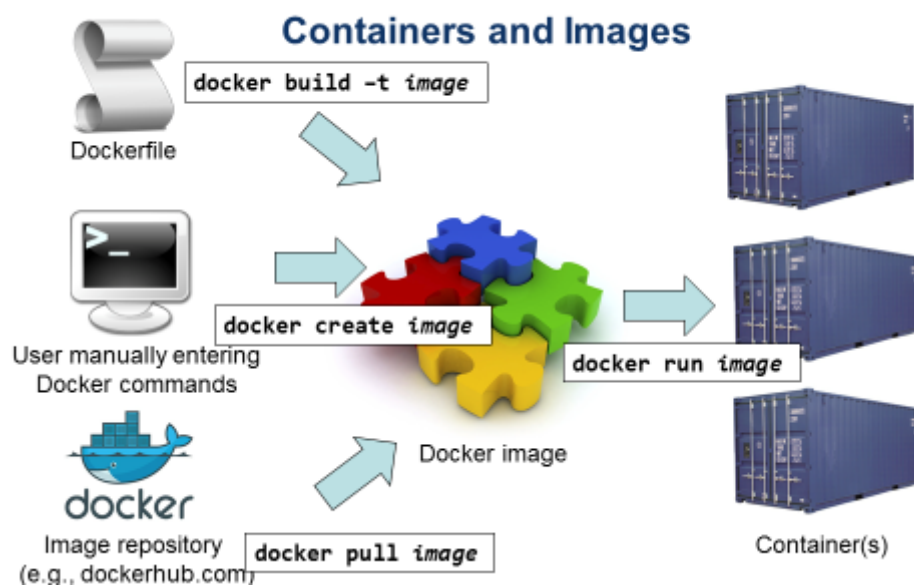 Containers and Images
docker build –t image
Dockerfile
>_
docker create image
User manually entering
Docker commands
docker run image
Docker image
docker
Image repository
(e.g., dockerhub.com)
docker pull image
Container(s)